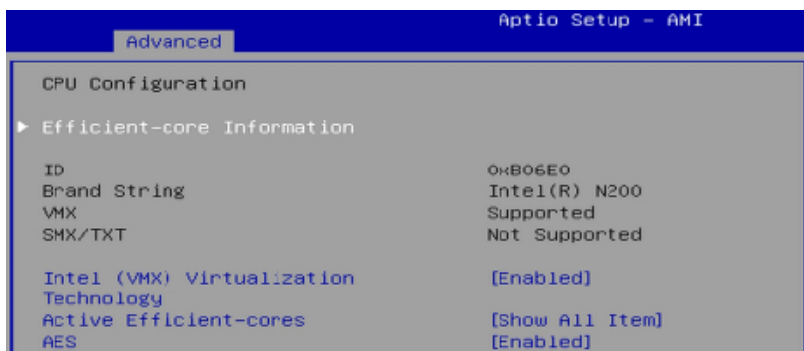 Aptio Setup - AMI
Advanced
CPU Configuration
Efficient-core Information
ID 0xB06E0
Brand String Intel(R) N200
VMX Supported
SMX/TXT Not Supported
Intel (VMX) Virtualization [Enabled]
Technology
Active Efficient-cores [Show All Item]
AES [Enabled]